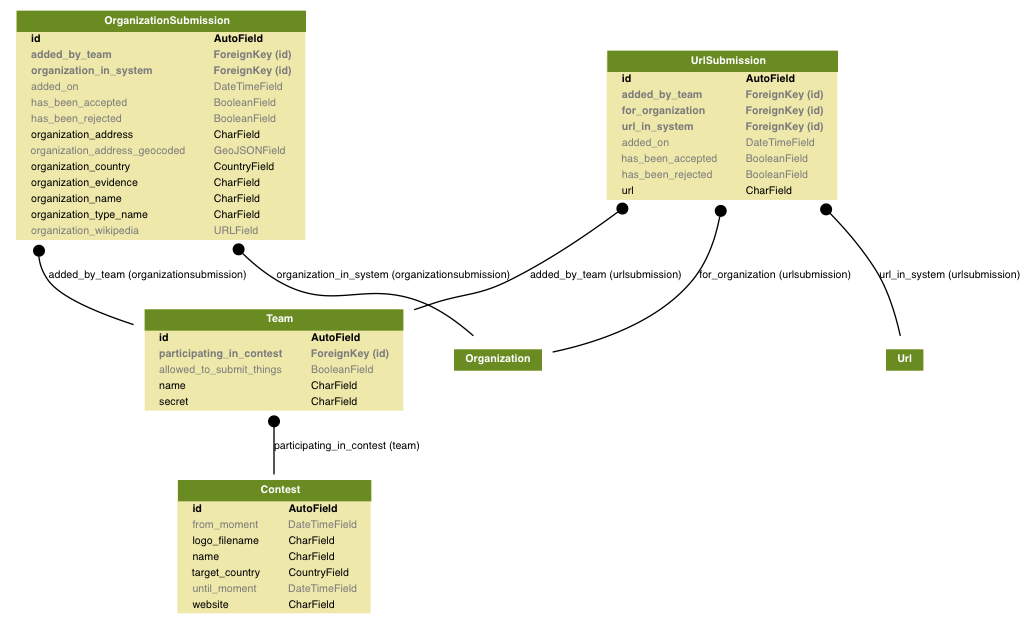 OrganizationSubmission
id AutoField
added_by_team ForeignKey (id)
organization_in_system ForeignKey (id)
added_on DateTimeField
has_been_accepted BooleanField
has_been_rejected BooleanField
organization_address CharField
organization_address_geocoded GeoJSONField
organization_country CountryField
organization_evidence CharField
organization_name CharField
organization_type_name CharField
organization_wikipedia URLField
UrlSubmission
id AutoField
added_by_team ForeignKey (id)
for_organization ForeignKey (id)
url_in_system ForeignKey (id)
added_on DateTimeField
has_been_accepted BooleanField
has_been_rejected BooleanField
url CharField
added_by_team (organizationsubmission)
organization_in_system (organizationsubmission)
added_by_team (urlsubmission)
for_organization (urlsubmission)
url_in_system (urlsubmission)
Team
id AutoField
participating_in_contest ForeignKey (id)
allowed_to_submit_things BooleanField
name CharField
secret CharField
Organization
Url
participating_in_contest (team)
Contest
id AutoField
from_moment DateTimeField
logo_filename CharField
name CharField
target_country CountryField
until_moment DateTimeField
website CharField